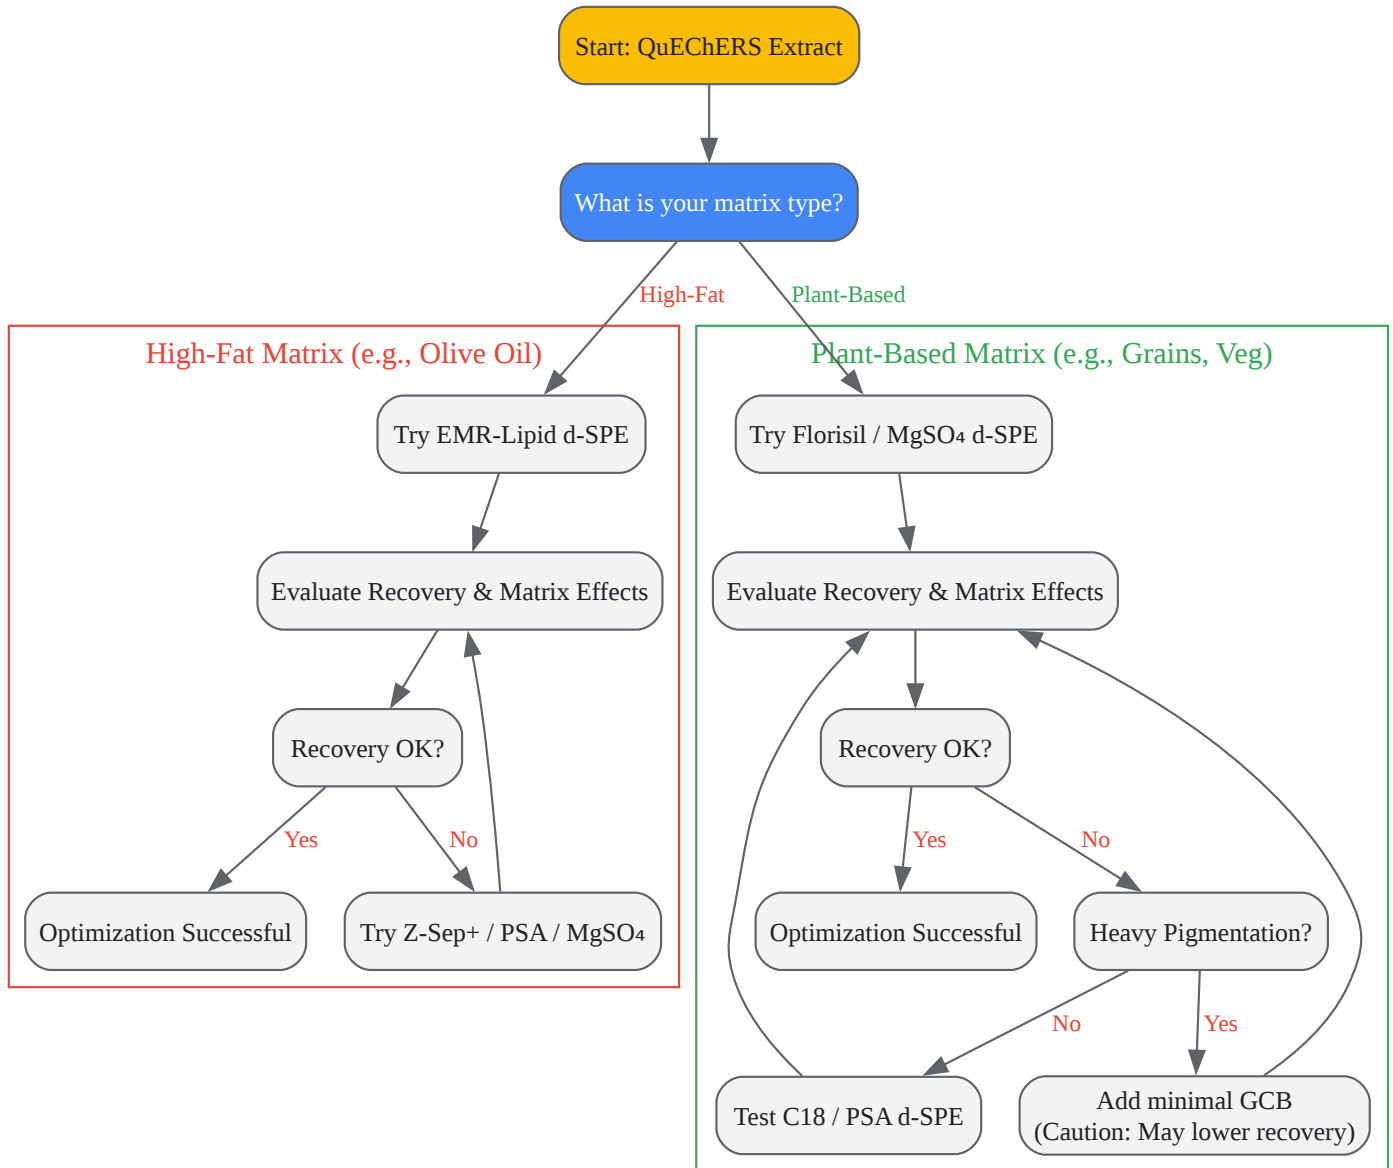 Start: QuEChERS Extract
What is your matrix type?
High-Fat
Plant-Based
High-Fat Matrix (e.g., Olive Oil)
Try EMR-Lipid d-SPE
Evaluate Recovery & Matrix Effects
Recovery OK?
Yes
No
Optimization Successful
Try Z-Sep+ / PSA / MgSO₄
Plant-Based Matrix (e.g., Grains, Veg)
Try Florisil / MgSO₄ d-SPE
Evaluate Recovery & Matrix Effects
Recovery OK?
Yes
No
Optimization Successful
Heavy Pigmentation?
No
Yes
Test C18 / PSA d-SPE
Add minimal GCB
(Caution: May lower recovery)